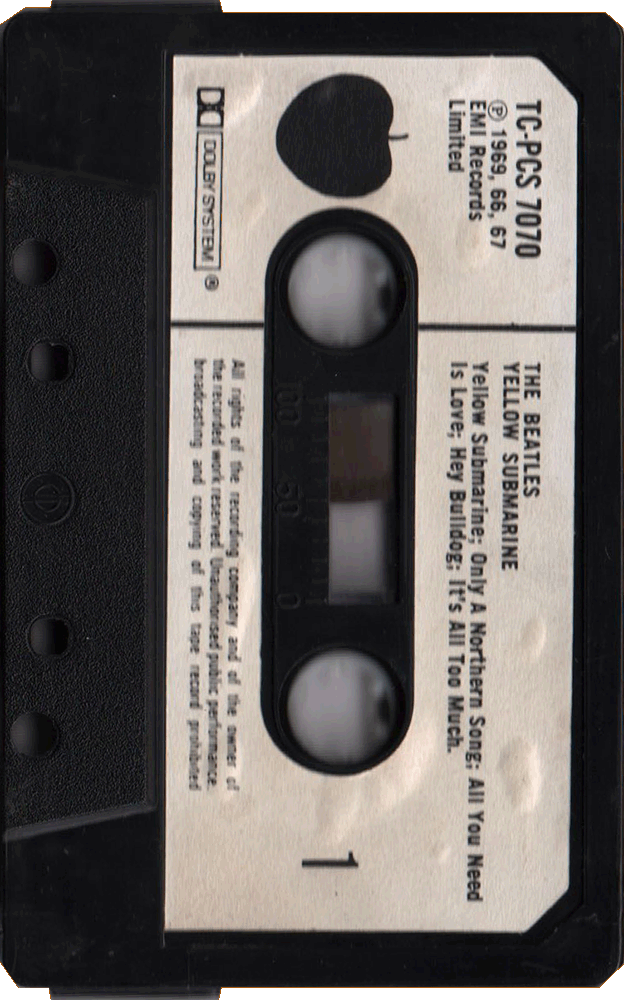 TC-PCS 7070
℗ 1969, 66, 67
EMI Records
Limited
THE BEATLES
YELLOW SUBMARINE
Yellow Submarine; Only A Northern Song; All You Need
Is Love; Hey Bulldog; It's All Too Much.
100 50 0
1
DOLBY SYSTEM ®
All rights of the recording company and of the owner of
the recorded work reserved. Unauthorised public performance,
broadcasting and copying of this tape record prohibited